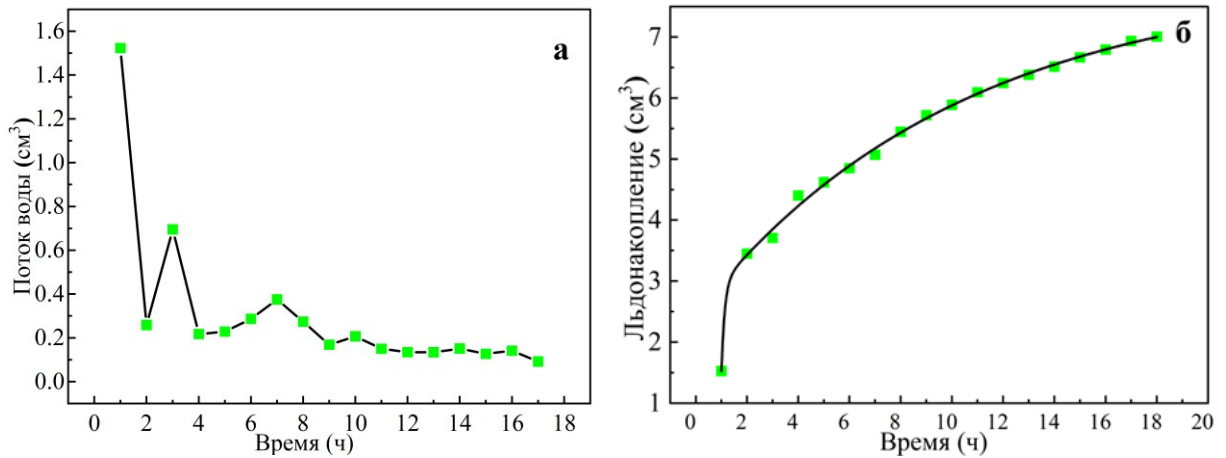 а
Поток воды (см³)
1.6
1.4
1.2
1.0
0.8
0.6
0.4
0.2
0.0
0 2 4 6 8 10 12 14 16 18
Время (ч)
б
Льдонакопление (см³)
7
6
5
4
3
2
1
0 2 4 6 8 10 12 14 16 18 20
Время (ч)